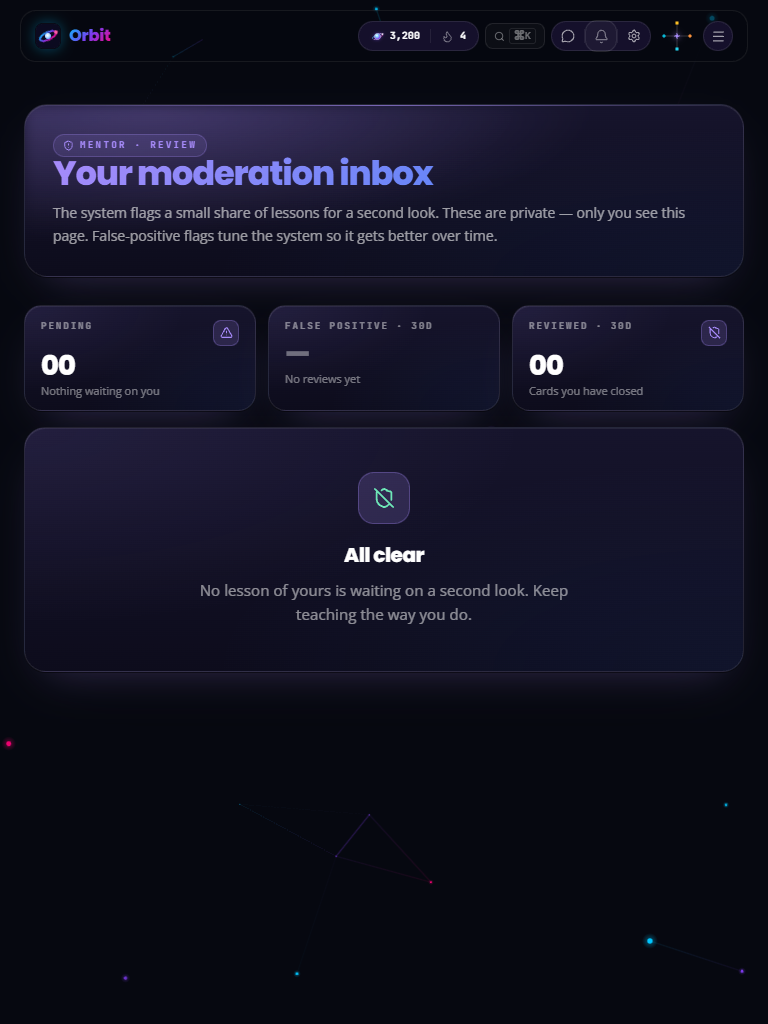 Orbit
3,200 4 ⌘K
MENTOR · REVIEW
Your moderation inbox
The system flags a small share of lessons for a second look. These are private — only you see this
page. False-positive flags tune the system so it gets better over time.
PENDING
00
Nothing waiting on you
FALSE POSITIVE · 30D
—
No reviews yet
REVIEWED · 30D
00
Cards you have closed
All clear
No lesson of yours is waiting on a second look. Keep
teaching the way you do.